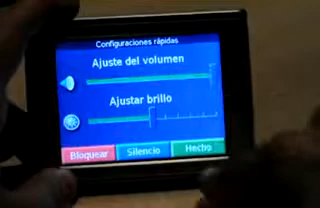 Configuraciones rápidas
Ajuste del volumen
Ajustar brillo
Bloquear Silencio Hecho